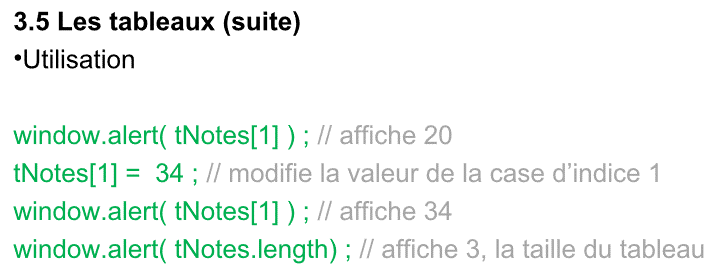 3.5 Les tableaux (suite)
•Utilisation
window.alert( tNotes[1] ) ; // affiche 20
tNotes[1] =  34 ; // modifie la valeur de la case d’indice 1
window.alert( tNotes[1] ) ; // affiche 34
window.alert( tNotes.length) ; // affiche 3, la taille du tableau